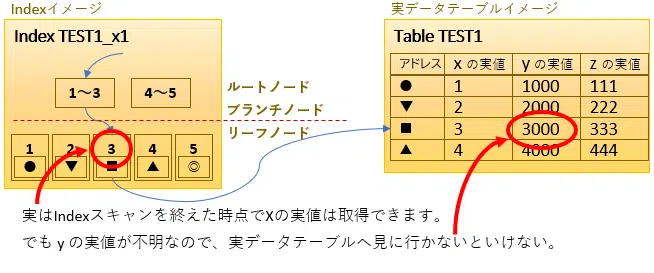 Indexイメージ
Index TEST1_x1
1～3
4～5
ルートノード
ブランチノード
リーフノード
1 2 3 4 5
● ▼ ■ ▲ ◎
実データテーブルイメージ
Table TEST1
アドレス x の実値 y の実値 z の実値
● 1 1000 111
▼ 2 2000 222
■ 3 3000 333
▲ 4 4000 444
実はIndexスキャンを終えた時点でXの実値は取得できます。
でも y の実値が不明なので、実データテーブルへ見に行かないといけない。